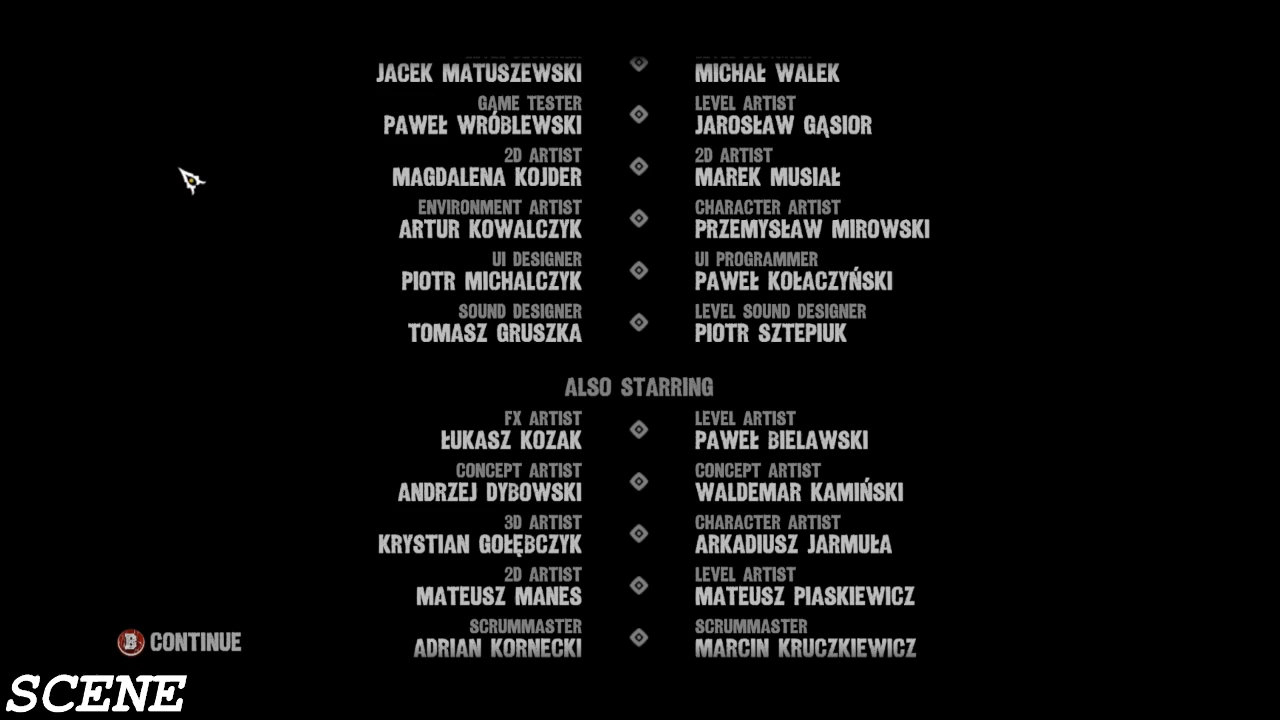 JACEK MATUSZEWSKI MICHAŁ WALEK
GAME TESTER LEVEL ARTIST
PAWEŁ WRÓBLEWSKI JAROSŁAW GĄSIOR
2D ARTIST 2D ARTIST
MAGDALENA KOJDER MAREK MUSIAŁ
ENVIRONMENT ARTIST CHARACTER ARTIST
ARTUR KOWALCZYK PRZEMYSŁAW MIROWSKI
UI DESIGNER UI PROGRAMMER
PIOTR MICHALCZYK PAWEŁ KOŁACZYŃSKI
SOUND DESIGNER LEVEL SOUND DESIGNER
TOMASZ GRUSZKA PIOTR SZTEPIUK
ALSO STARRING
FX ARTIST LEVEL ARTIST
ŁUKASZ KOZAK PAWEŁ BIELAWSKI
CONCEPT ARTIST CONCEPT ARTIST
ANDRZEJ DYBOWSKI WALDEMAR KAMIŃSKI
3D ARTIST CHARACTER ARTIST
KRYSTIAN GOŁĘBCZYK ARKADIUSZ JARMUŁA
2D ARTIST LEVEL ARTIST
MATEUSZ MANES MATEUSZ PIASKIEWICZ
SCRUMMASTER SCRUMMASTER
ADRIAN KORNECKI MARCIN KRUCZKIEWICZ
B CONTINUE
SCENE